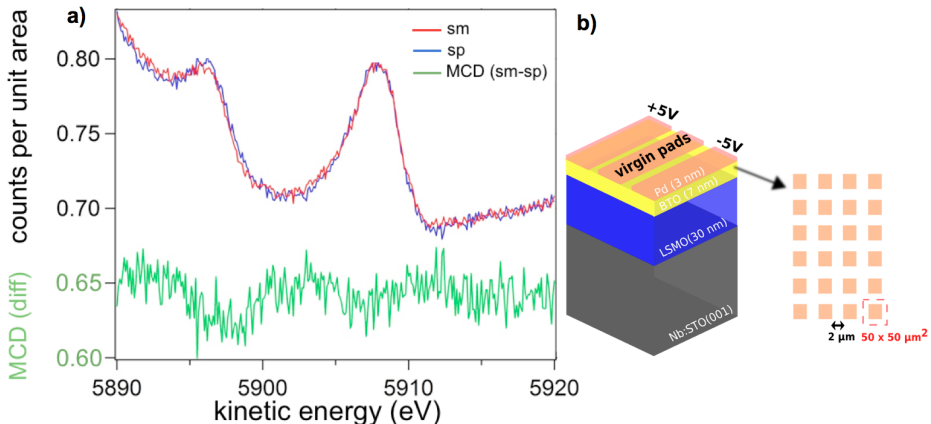 a)
counts per unit area
MCD (diff)
0.80
0.75
0.70
0.65
0.60
sm
sp
MCD (sm-sp)
5890
5900
5910
5920
kinetic energy (eV)
b)
+5V
-5V
virgin pads
Pd (3 nm)
BTO (7 nm)
LSMO(30 nm)
Nb:STO(001)
2 µm
50 x 50 µm²